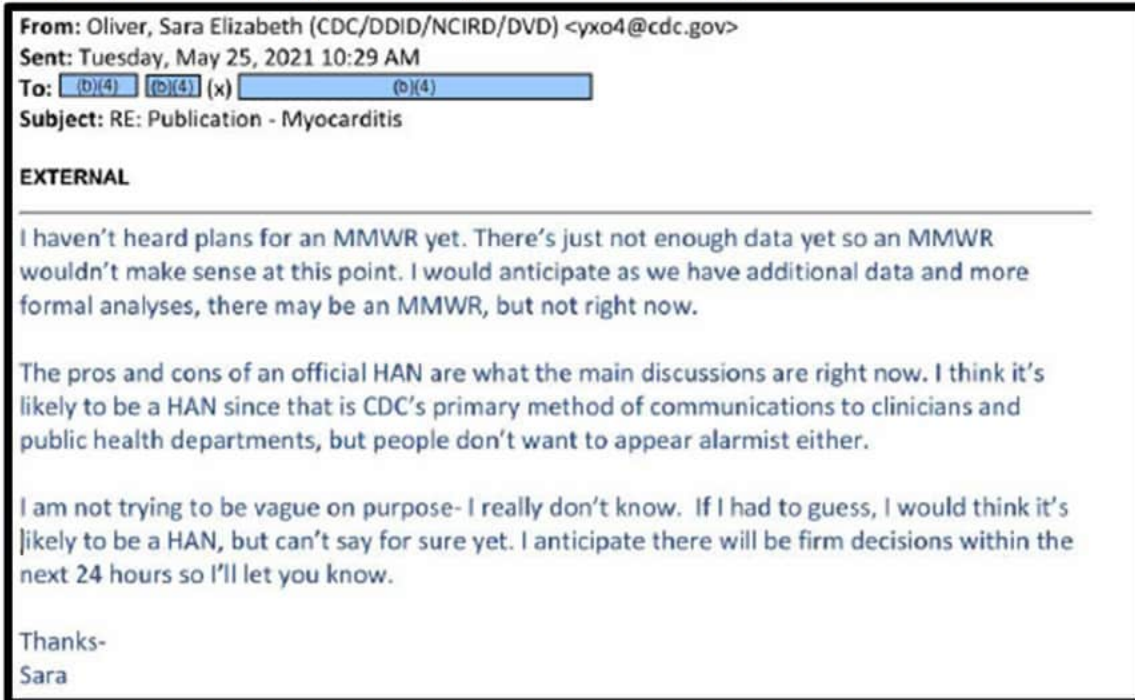 From: Oliver, Sara Elizabeth (CDC/DDID/NCIRD/DVD) <yxo4@cdc.gov>
Sent: Tuesday, May 25, 2021 10:29 AM
To: (b)(4) (b)(4) (x) (b)(4)
Subject: RE: Publication - Myocarditis
EXTERNAL
I haven't heard plans for an MMWR yet. There's just not enough data yet so an MMWR
wouldn't make sense at this point. I would anticipate as we have additional data and more
formal analyses, there may be an MMWR, but not right now.
The pros and cons of an official HAN are what the main discussions are right now. I think it's
likely to be a HAN since that is CDC's primary method of communications to clinicians and
public health departments, but people don't want to appear alarmist either.
I am not trying to be vague on purpose- I really don't know.  If I had to guess, I would think it's
likely to be a HAN, but can't say for sure yet. I anticipate there will be firm decisions within the
next 24 hours so I'll let you know.
Thanks-
Sara